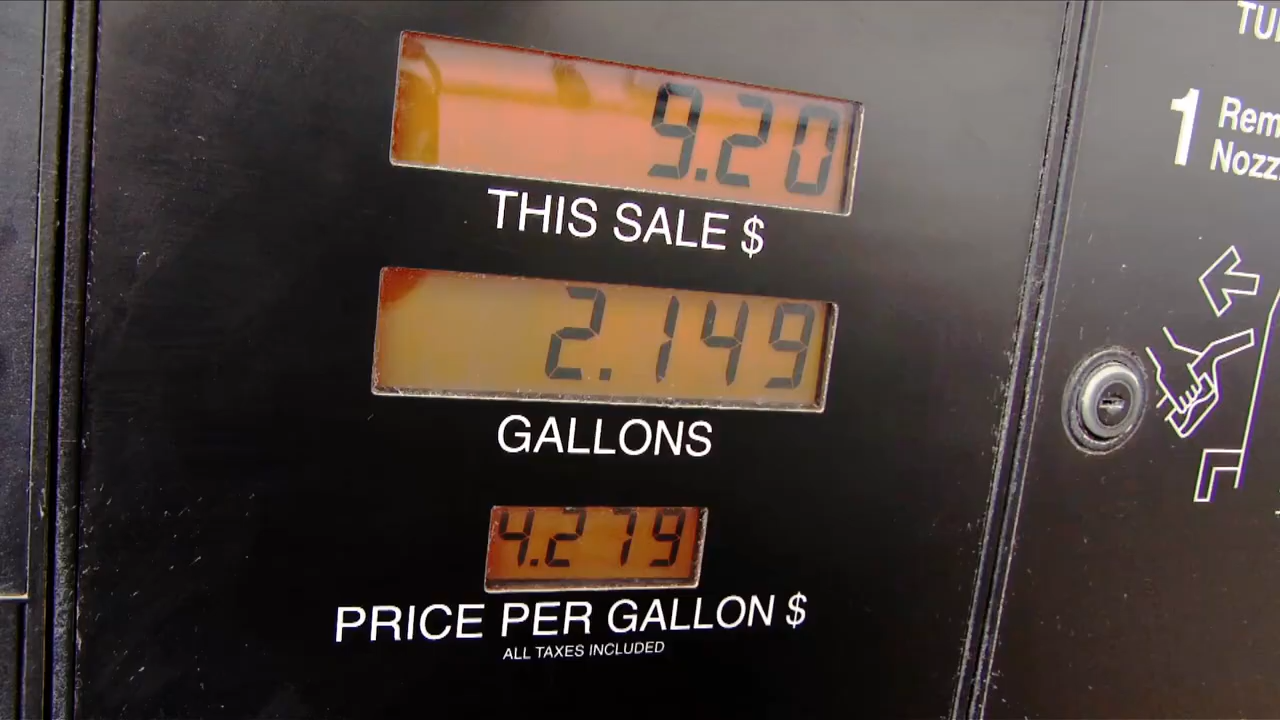 9.20
THIS SALE $
2.149
GALLONS
4.279
PRICE PER GALLON $
ALL TAXES INCLUDED
1